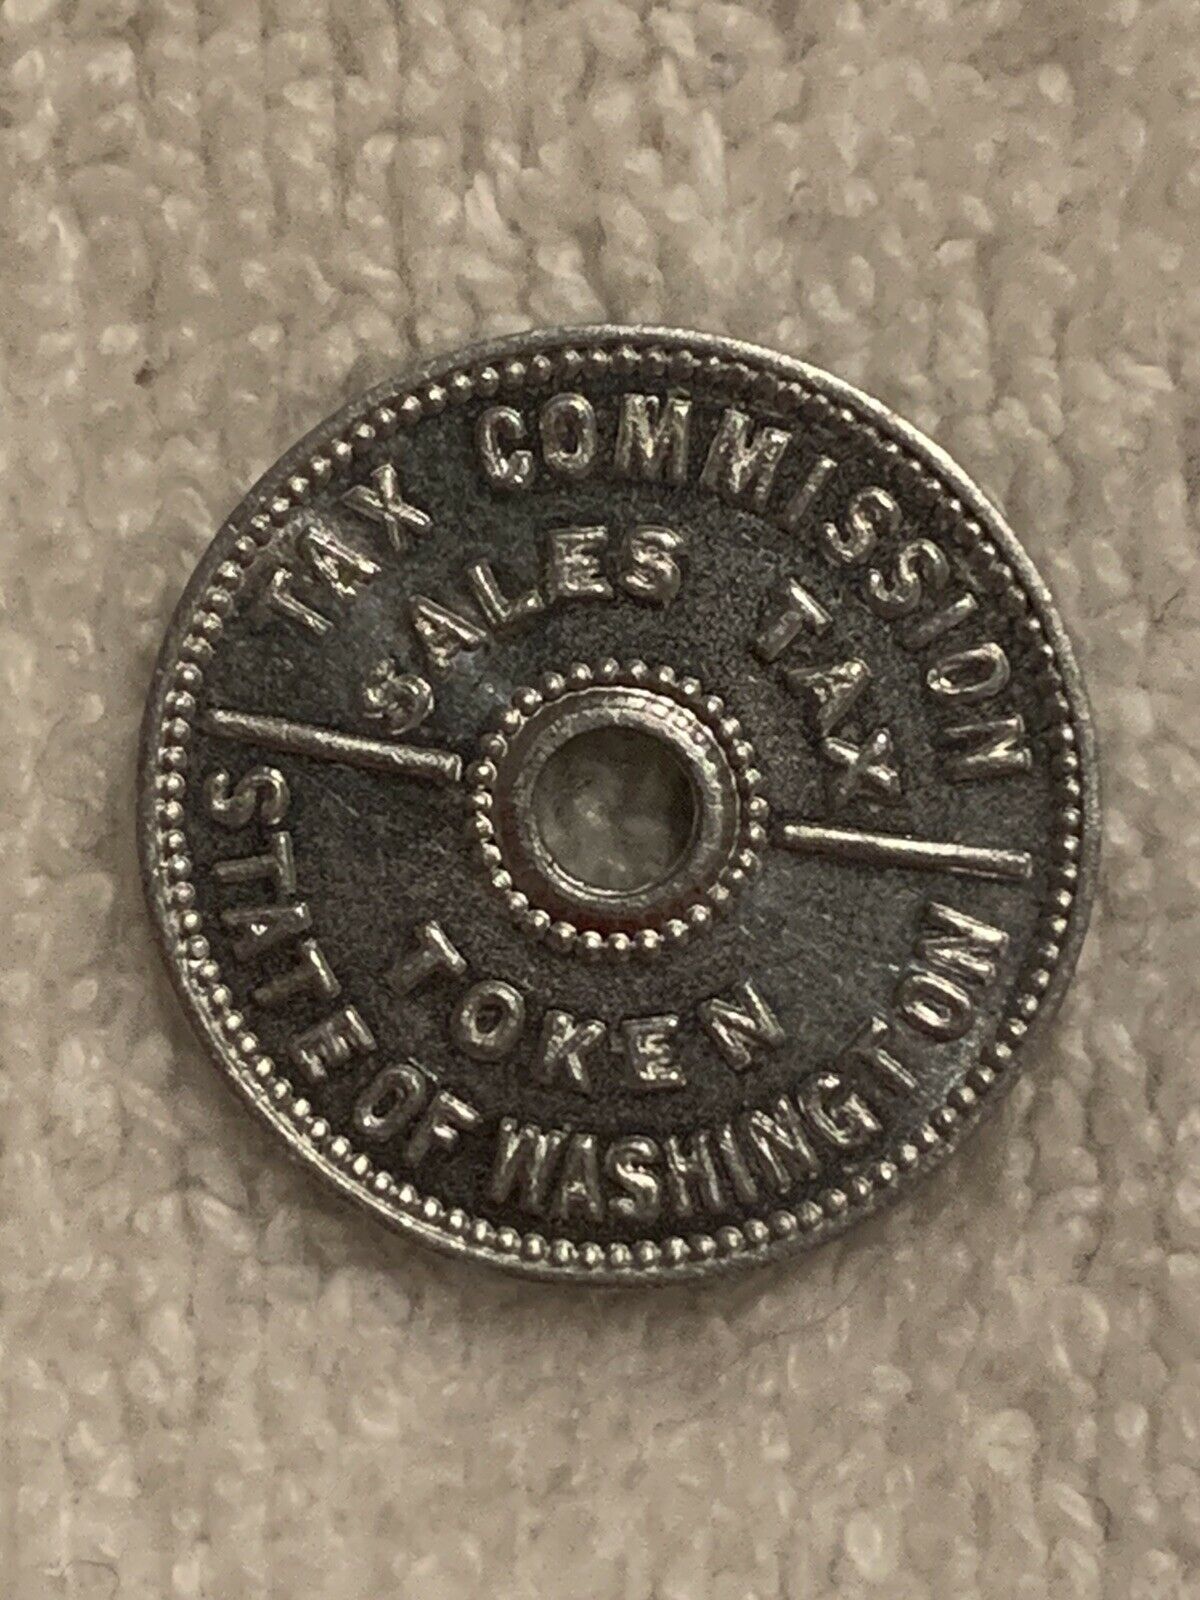 TAX COMMISSION
SALES TAX
TOKEN
STATE OF WASHINGTON